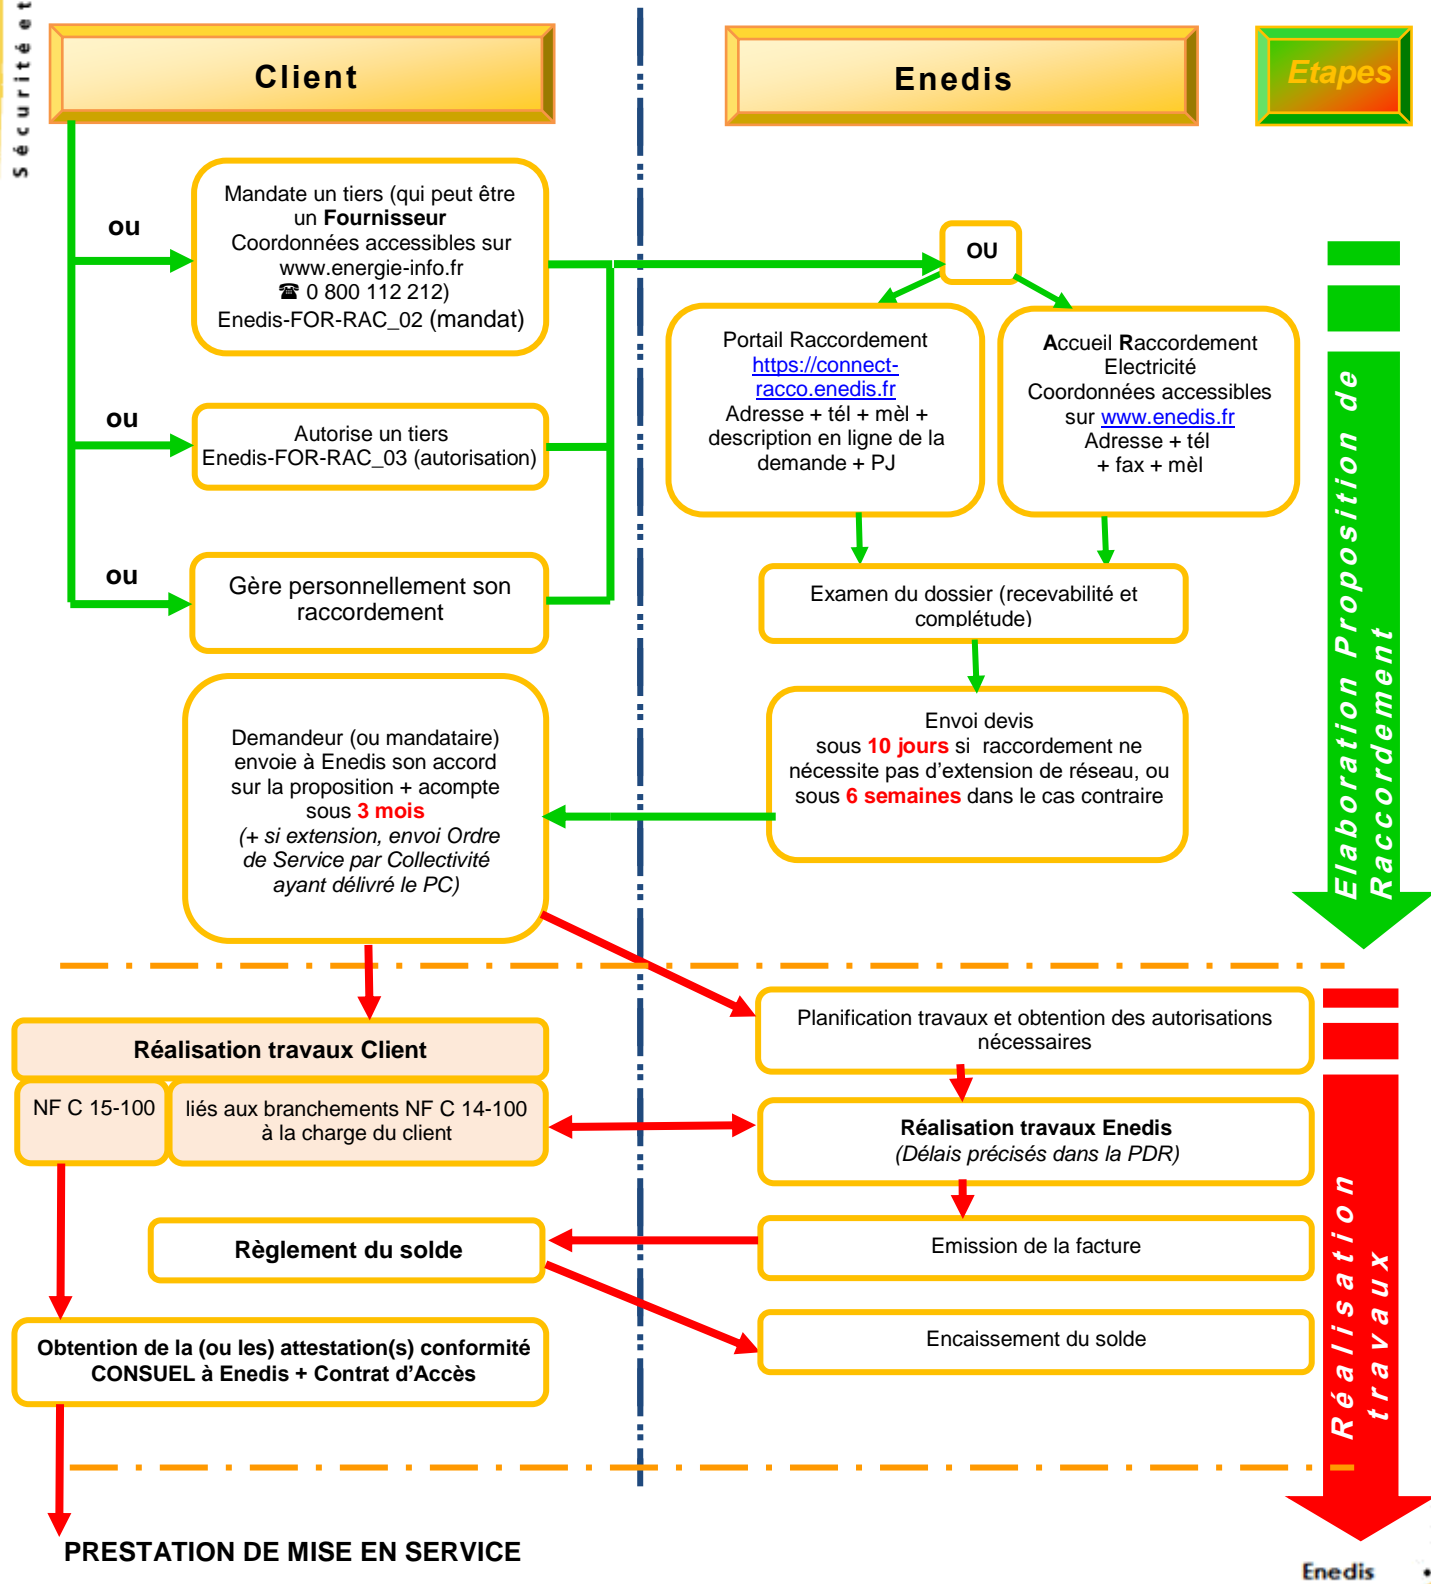 Sécurité et
Client
Enedis
Etapes
ou
Mandate un tiers (qui peut être
un Fournisseur
Coordonnées accessibles sur
www.energie-info.fr
☎ 0 800 112 212)
Enedis-FOR-RAC_02 (mandat)
ou
Autorise un tiers
Enedis-FOR-RAC_03 (autorisation)
ou
Gère personnellement son
raccordement
OU
Portail Raccordement
https://connect-
racco.enedis.fr
Adresse + tél + mèl +
description en ligne de la
demande + PJ
Accueil Raccordement
Electricité
Coordonnées accessibles
sur www.enedis.fr
Adresse + tél
+ fax + mèl
Examen du dossier (recevabilité et
complétude)
Envoi devis
sous 10 jours si raccordement ne
nécessite pas d'extension de réseau, ou
sous 6 semaines dans le cas contraire
Demandeur (ou mandataire)
envoie à Enedis son accord
sur la proposition + acompte
sous 3 mois
(+ si extension, envoi Ordre
de Service par Collectivité
ayant délivré le PC)
Elaboration Proposition de
Raccordement
Planification travaux et obtention des autorisations
nécessaires
Réalisation travaux Client
NF C 15-100
liés aux branchements NF C 14-100
à la charge du client
Réalisation travaux Enedis
(Délais précisés dans la PDR)
Règlement du solde
Emission de la facture
Encaissement du solde
Obtention de la (ou les) attestation(s) conformité
CONSUEL à Enedis + Contrat d'Accès
Réalisation
travaux
PRESTATION DE MISE EN SERVICE
Enedis •